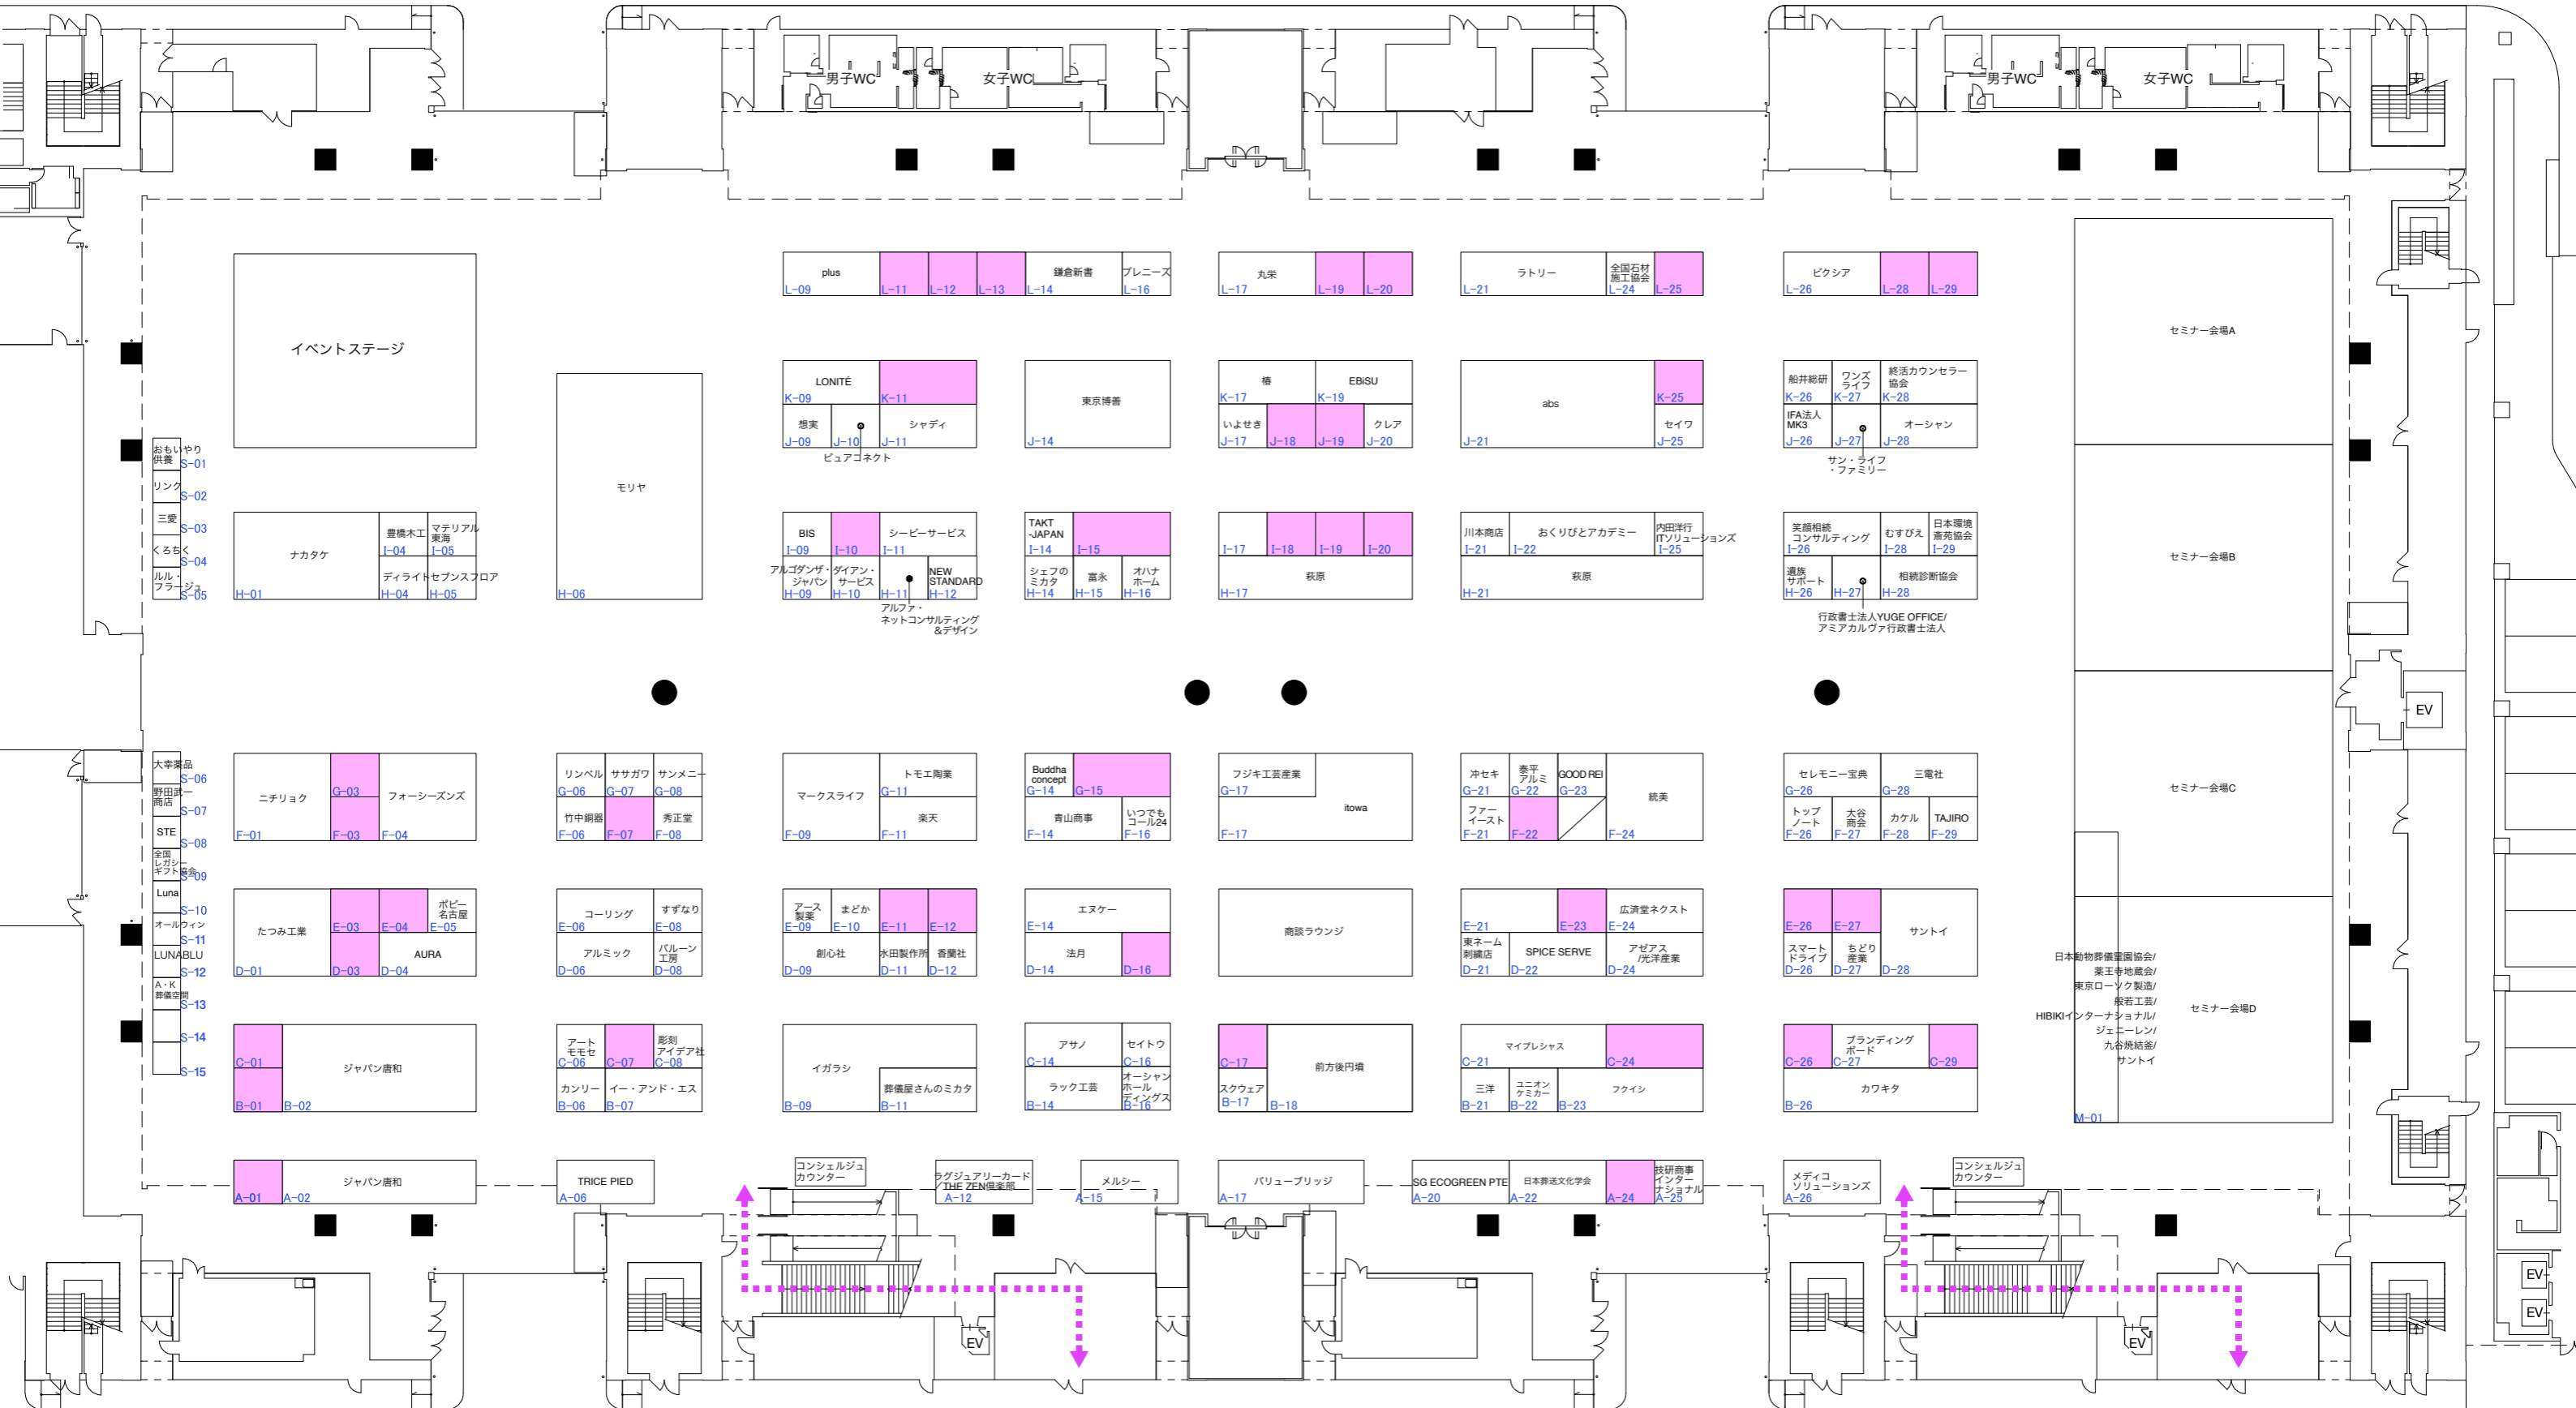 男子WC
女子WC
男子WC
女子WC
イベントステージ
plus
L-09
L-11
L-12
L-13
鎌倉新書
L-14
プレニーズ
L-16
丸栄
L-17
L-19
L-20
ラトリー
L-21
全国石材
施工協会
L-24
L-25
ピクシア
L-26
L-28
L-29
セミナー会場A
LONITÉ
K-09
K-11
想実
J-09
J-10
シャディ
J-11
ピュアコネクト
東京博善
J-14
椿
K-17
EBiSU
K-19
いよせき
J-17
J-18
J-19
クレア
J-20
abs
J-21
K-25
セイワ
J-25
船井総研
K-26
ワンズ
ライフ
K-27
終活カウンセラー
協会
K-28
IFA法人
MK3
J-26
J-27
オーシャン
J-28
サン・ライフ
・ファミリー
おもいやり
供養
S-01
リンク
S-02
三愛
S-03
くろちく
S-04
ルル・
フラージュ
S-05
ナカタケ
H-01
豊橋木工
I-04
マテリアル
東海
I-05
ディライト
H-04
セブンスフロア
H-05
モリヤ
H-06
BIS
I-09
I-10
シービーサービス
I-11
アルゴダンザ・
ジャパン
H-09
ダイアン・
サービス
H-10
H-11
NEW
STANDARD
H-12
アルファ・
ネットコンサルティング
&デザイン
TAKT
-JAPAN
I-14
I-15
シェフの
ミカタ
H-14
富永
H-15
オハナ
ホーム
H-16
I-17
I-18
I-19
I-20
萩原
H-17
川本商店
I-21
おくりびとアカデミー
I-22
内田洋行
ITソリューションズ
I-25
萩原
H-21
笑顔相続
コンサルティング
I-26
むすびえ
I-28
日本環境
斎苑協会
I-29
遺族
サポート
H-26
H-27
相続診断協会
H-28
行政書士法人YUGE OFFICE/
アミアカルヴァ行政書士法人
セミナー会場B
EV
大幸薬品
S-06
野田武一
商店
S-07
STE
S-08
全国
レガシー
ギフト協会
S-09
Luna
S-10
オールウィン
S-11
LUNABLU
S-12
A・K
葬儀空間
S-13
S-14
S-15
ニチリョク
F-01
G-03
F-03
フォーシーズンズ
F-04
リンベル
G-06
ササガワ
G-07
サンメニー
G-08
竹中銅器
F-06
F-07
秀正堂
F-08
マークスライフ
F-09
トモエ陶業
G-11
楽天
F-11
Buddha
concept
G-14
G-15
青山商事
F-14
いつでも
コール24
F-16
フジキ工芸産業
G-17
itowa
F-17
冲セキ
G-21
泰平
アルミ
G-22
GOOD REI
G-23
ファー
イースト
F-21
F-22
統美
F-24
セレモニー宝典
G-26
三電社
G-28
トップ
ノート
F-26
大谷
商会
F-27
カケル
F-28
TAJIRO
F-29
セミナー会場C
たつみ工業
D-01
E-03
E-04
ポピー
名古屋
E-05
D-03
AURA
D-04
コーリング
E-06
すずなり
E-08
アルミック
D-06
バルーン
工房
D-08
アース
製薬
E-09
まどか
E-10
E-11
E-12
創心社
D-09
水田製作所
D-11
香蘭社
D-12
エヌケー
E-14
法月
D-14
D-16
商談ラウンジ
E-21
E-23
広済堂ネクスト
E-24
東ネーム
刺繍店
D-21
SPICE SERVE
D-22
アゼアス
/光洋産業
D-24
E-26
E-27
サントイ
D-28
スマート
ドライブ
D-26
ちどり
産業
D-27
日本動物葬儀霊園協会/
薬王寺地蔵会/
東京ローソク製造/
般若工芸/
HIBIKIインターナショナル/
ジェニーレン/
九谷焼結釜/
サントイ
M-01
セミナー会場D
C-01
B-01
ジャパン唐和
B-02
アート
モモセ
C-06
C-07
彫刻
アイデア社
C-08
カンリー
B-06
イー・アンド・エス
B-07
イガラシ
B-09
葬儀屋さんのミカタ
B-11
アサノ
C-14
セイトウ
C-16
ラック工芸
B-14
オーシャン
ホール
ディングス
B-16
C-17
スクウェア
B-17
前方後円墳
B-18
マイプレシャス
C-21
C-24
三洋
B-21
ユニオン
ケミカー
B-22
フクイシ
B-23
C-26
ブランディング
ボード
C-27
C-29
カワキタ
B-26
A-01
ジャパン唐和
A-02
TRICE PIED
A-06
コンシェルジュ
カウンター
ラグジュアリーカード
/THE ZEN倶楽部
A-12
メルシー
A-15
バリューブリッジ
A-17
SG ECOGREEN PTE
A-20
日本葬送文化学会
A-22
A-24
技研商事
インター
ナショナル
A-25
メディコ
ソリューションズ
A-26
コンシェルジュ
カウンター
EV
EV
EV
EV